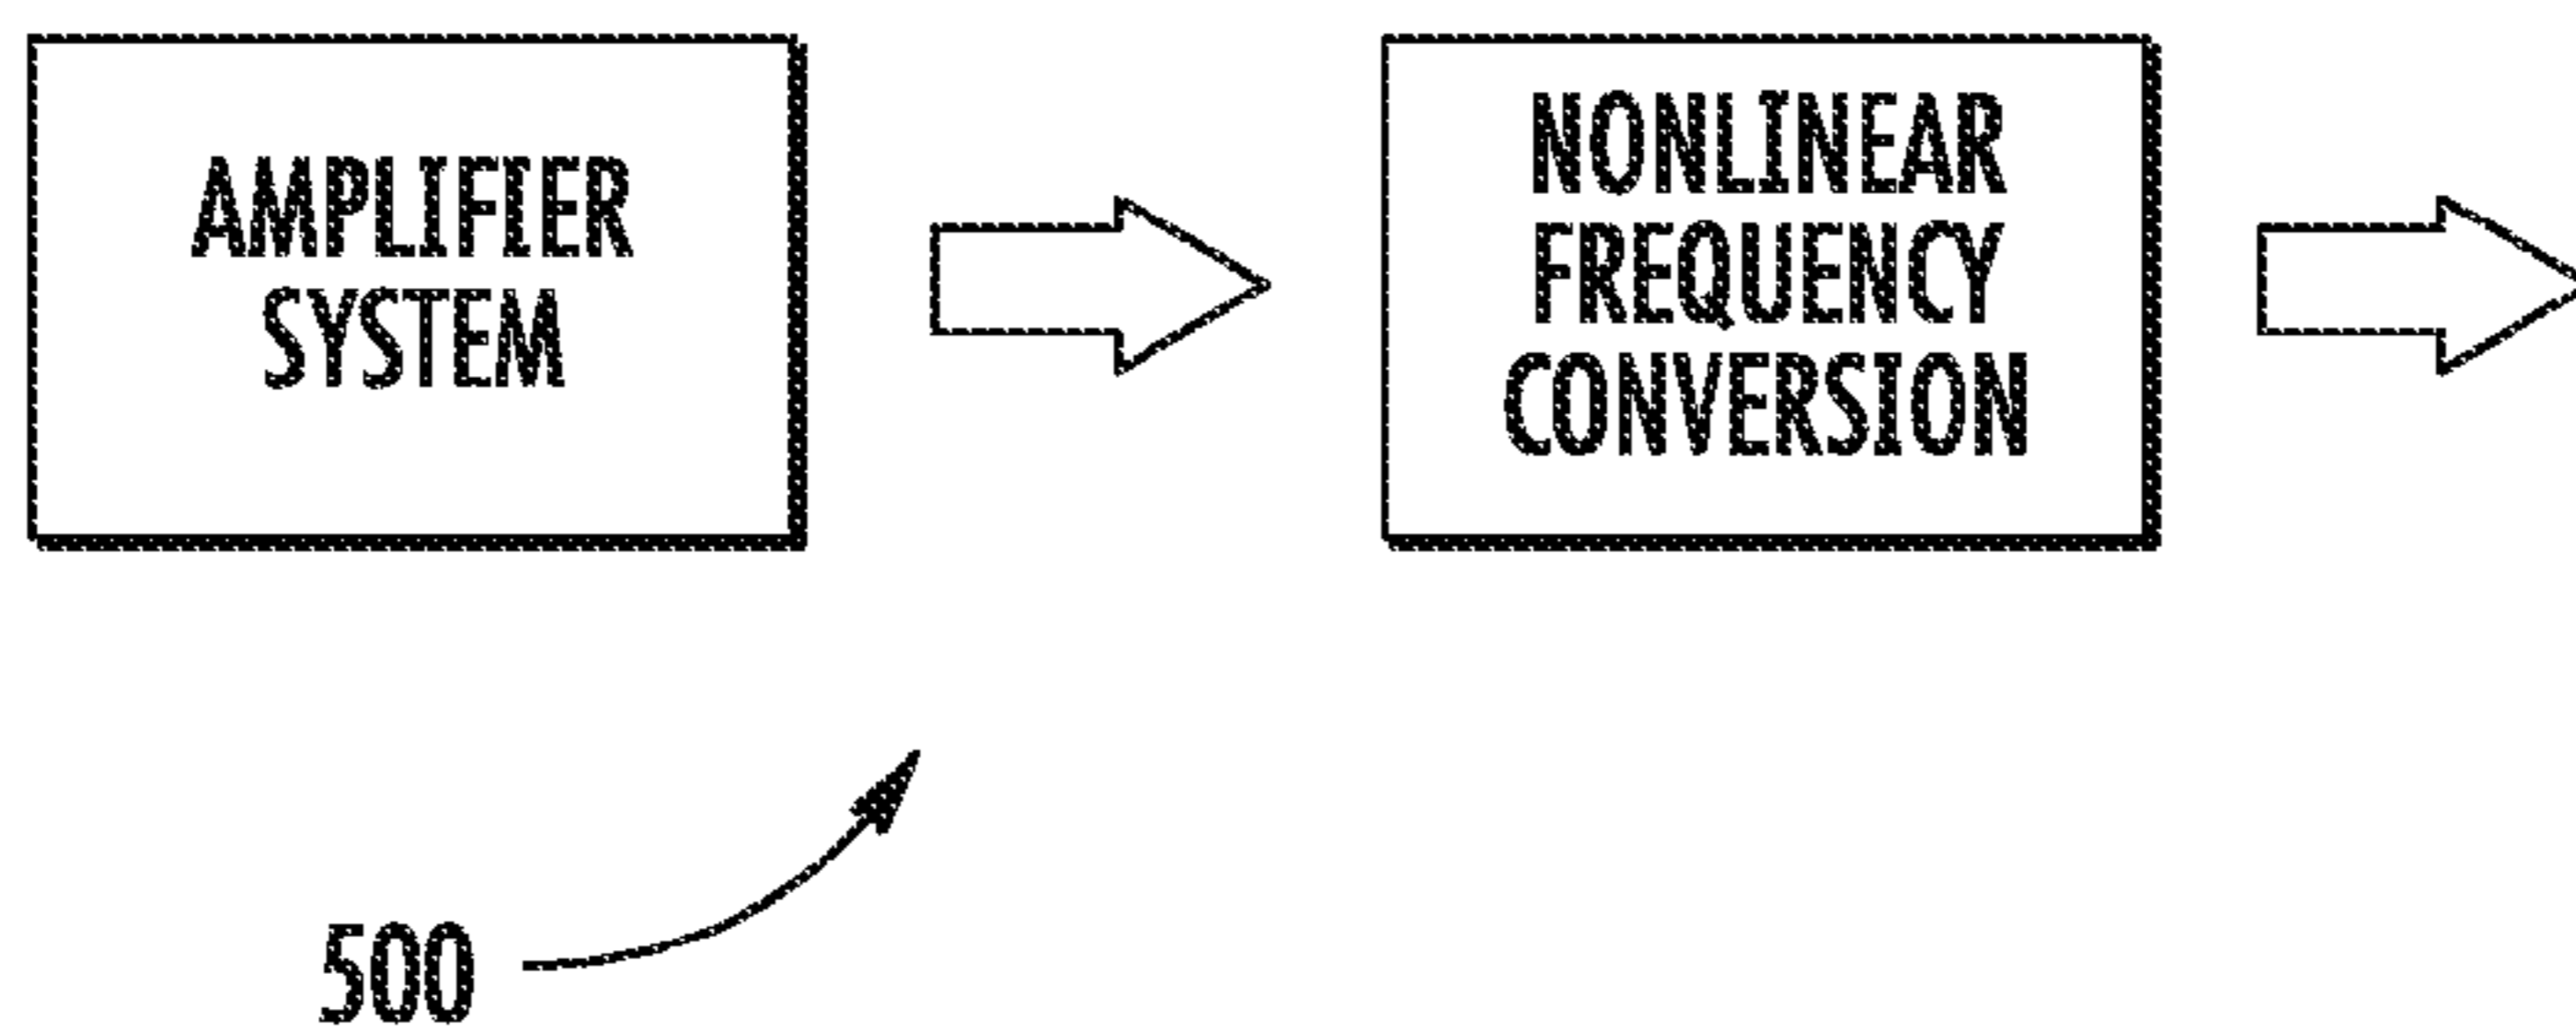 AMPLIFIER
SYSTEM
NONLINEAR
FREQUENCY
CONVERSION
500